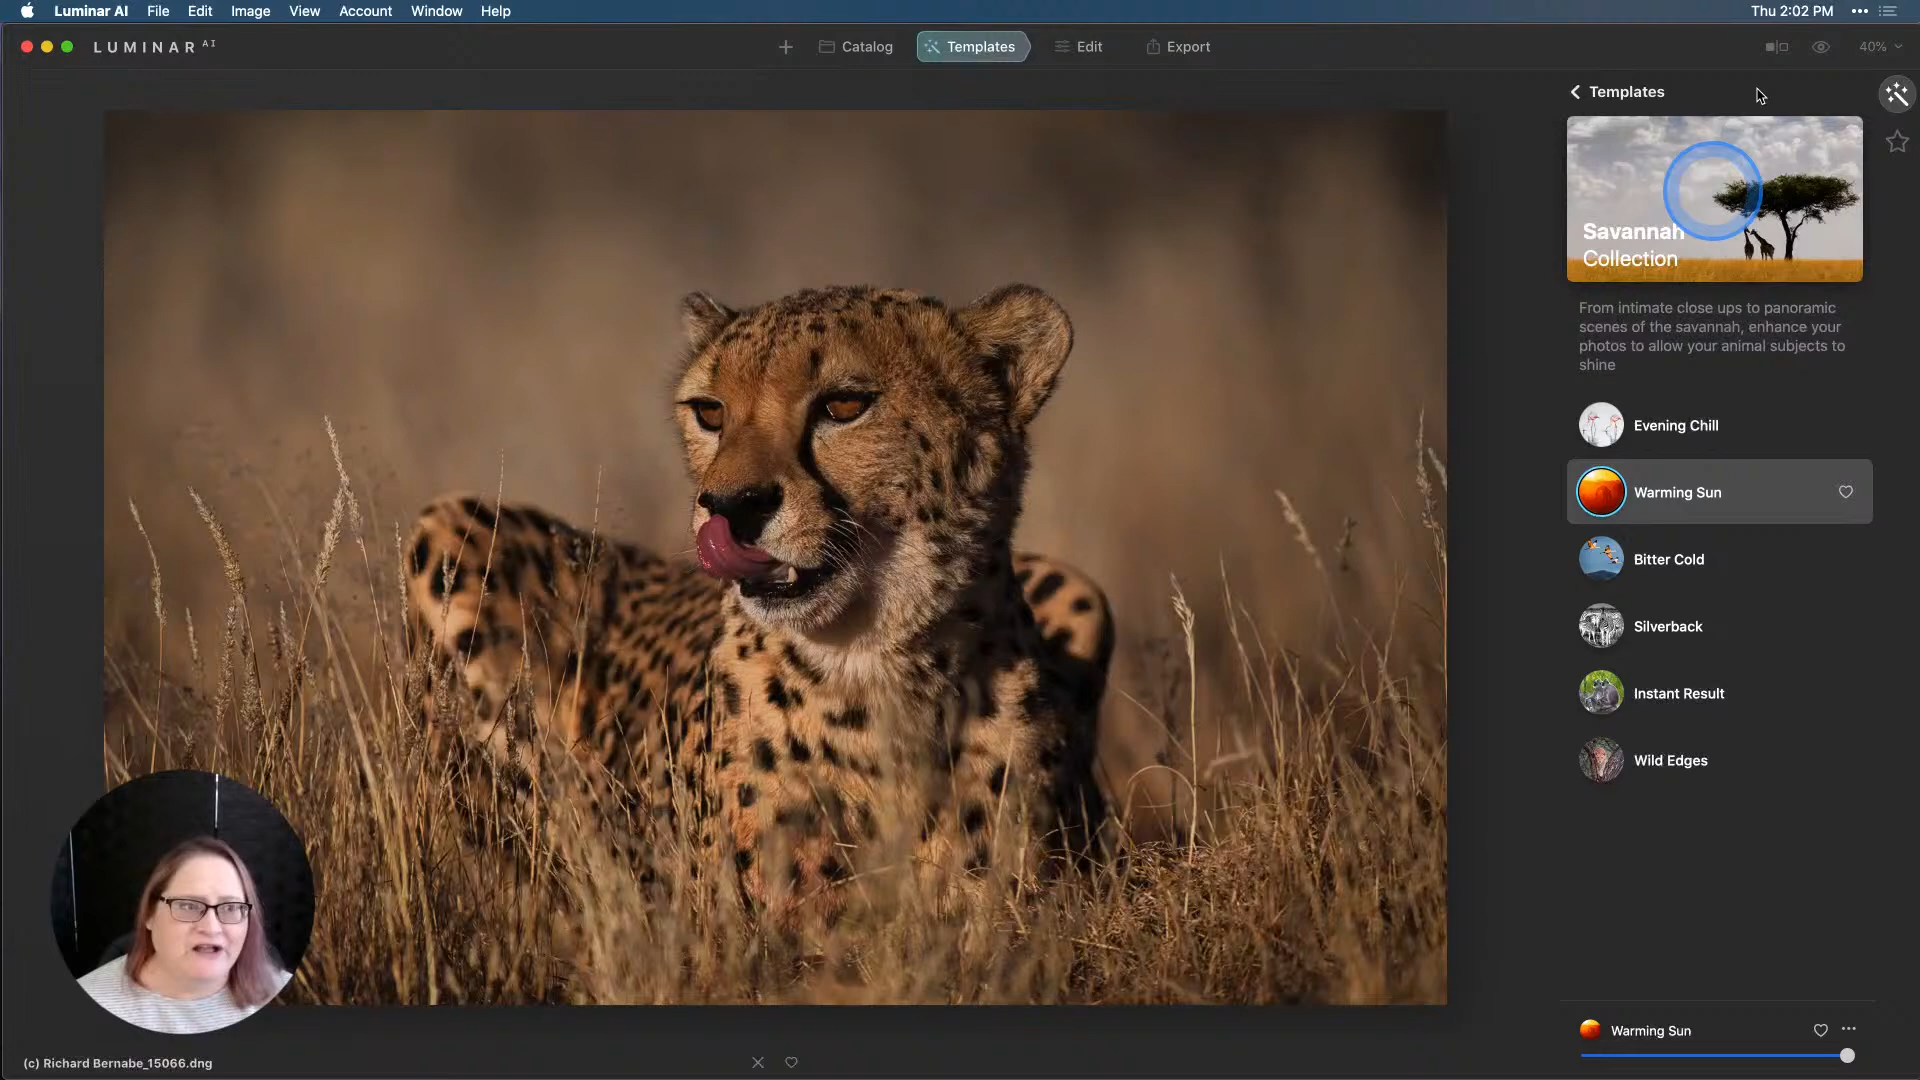 Luminar AI File Edit Image View Account Window Help Thu 2:02 PM
LUMINAR AI Catalog Templates Edit Export 40%
Templates
Savannah
Collection
From intimate close ups to panoramic
scenes of the savannah, enhance your
photos to allow your animal subjects to
shine
Evening Chill
Warming Sun
Bitter Cold
Silverback
Instant Result
Wild Edges
Warming Sun
(c) Richard Bernabe_15066.dng